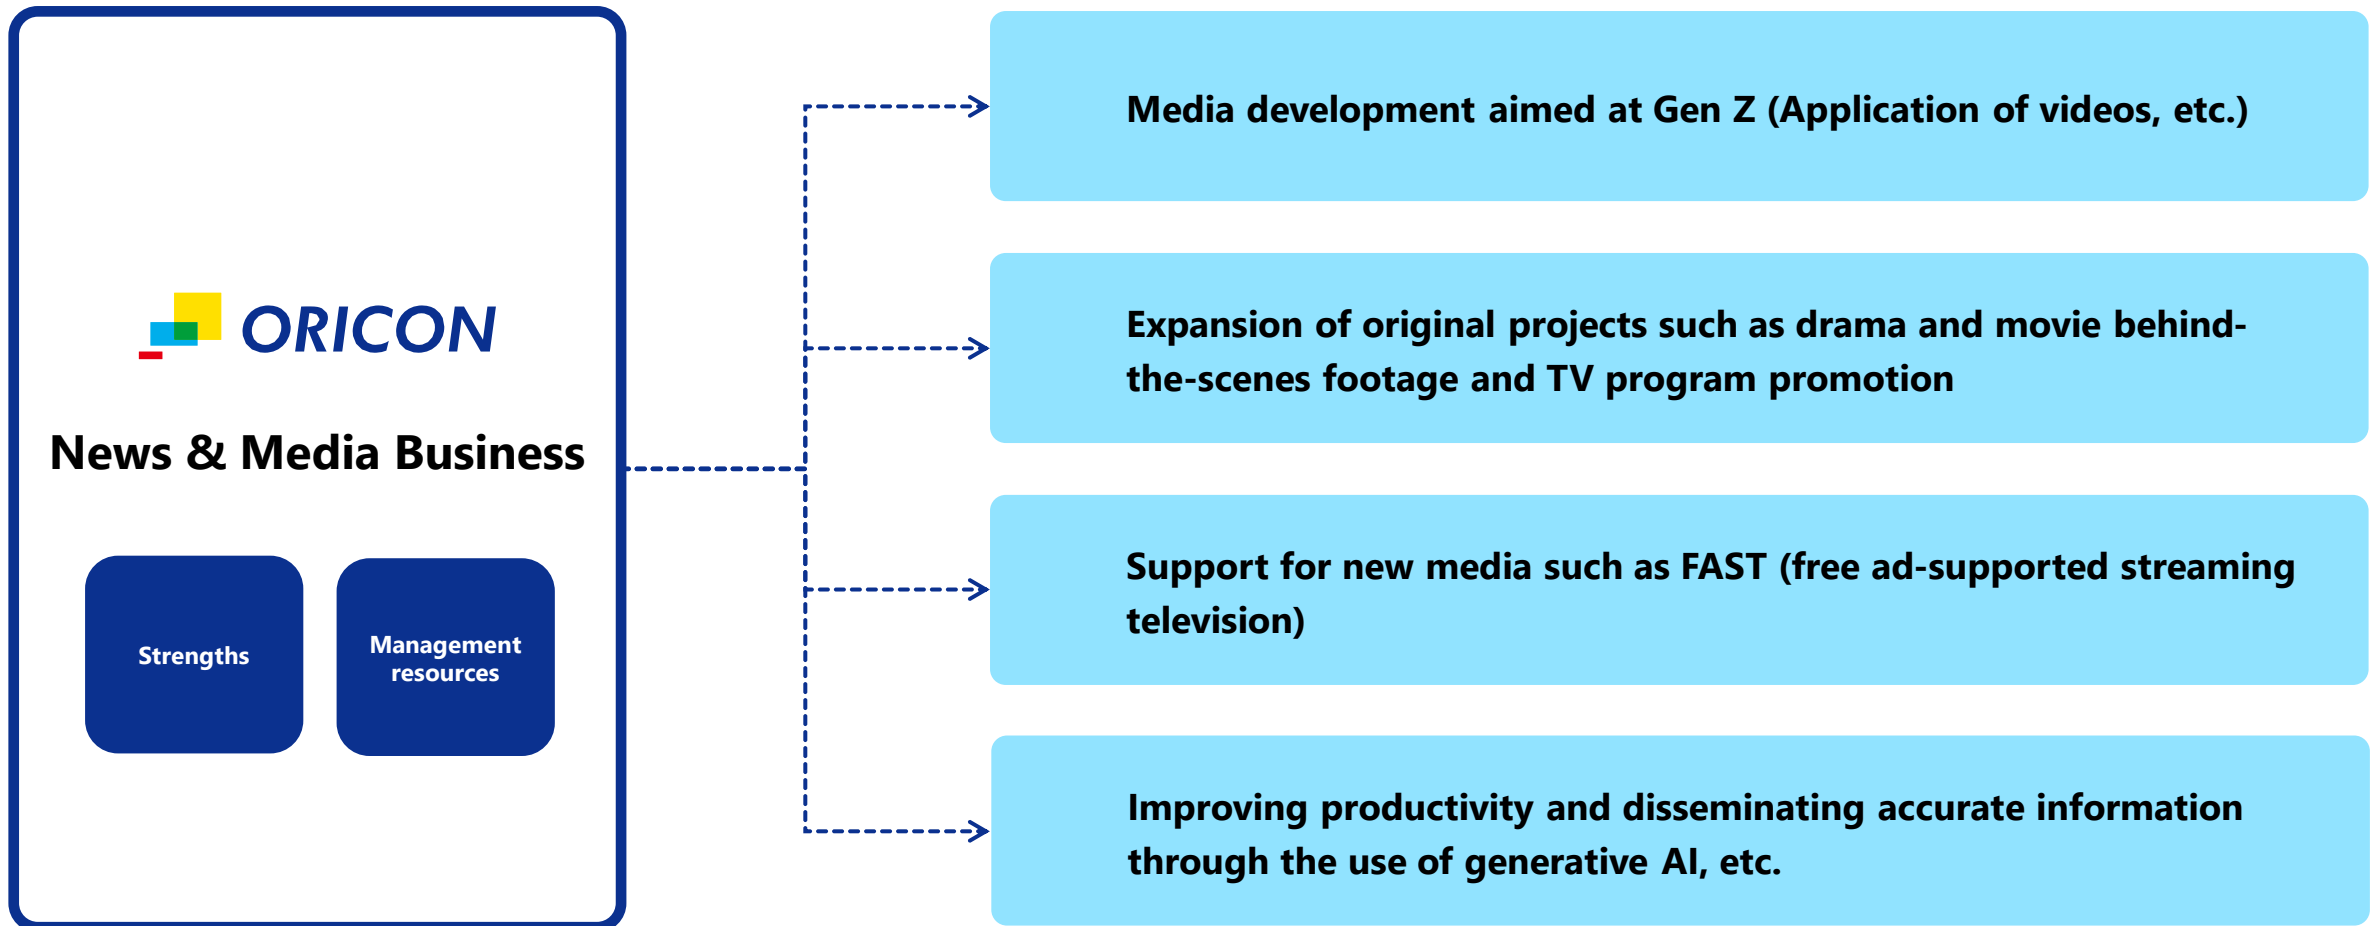 ORICON
News & Media Business
Strengths
Management
resources
Media development aimed at Gen Z (Application of videos, etc.)
Expansion of original projects such as drama and movie behind-
the-scenes footage and TV program promotion
Support for new media such as FAST (free ad-supported streaming
television)
Improving productivity and disseminating accurate information
through the use of generative AI, etc.